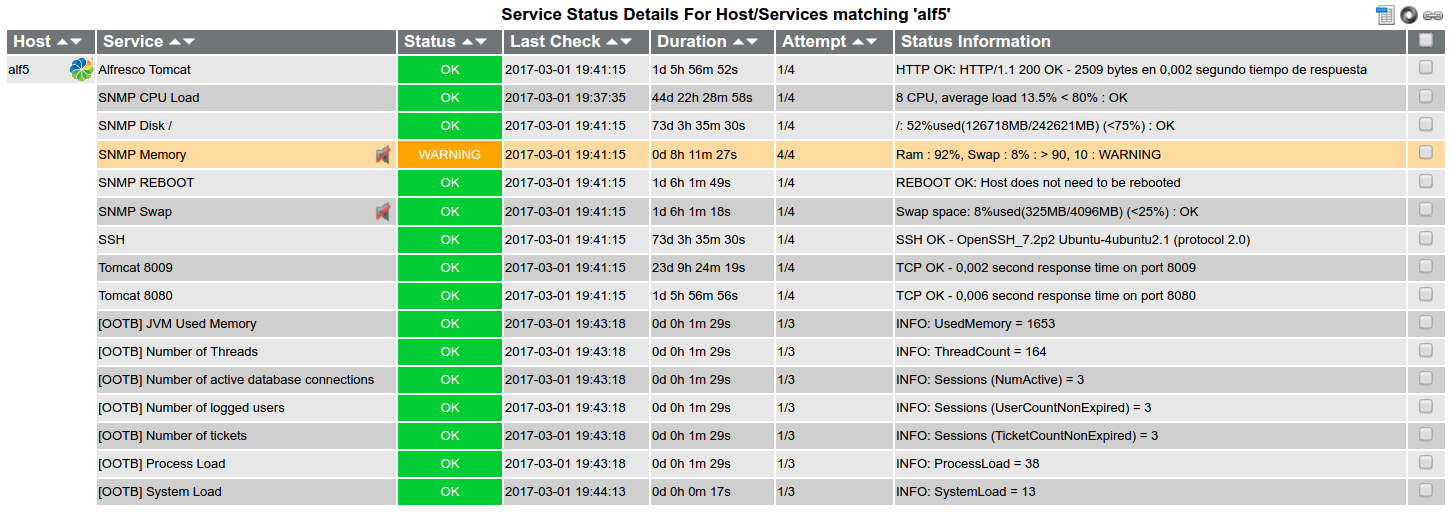 Service Status Details For Host/Services matching 'alf5'
Host Service Status Last Check Duration Attempt Status Information
alf5 Alfresco Tomcat OK 2017-03-01 19:41:15 1d 5h 56m 52s 1/4 HTTP OK: HTTP/1.1 200 OK - 2509 bytes en 0,002 segundo tiempo de respuesta
SNMP CPU Load OK 2017-03-01 19:37:35 44d 22h 28m 58s 1/4 8 CPU, average load 13.5% < 80% : OK
SNMP Disk / OK 2017-03-01 19:41:15 73d 3h 35m 30s 1/4 /: 52%used(126718MB/242621MB) (<75%) : OK
SNMP Memory WARNING 2017-03-01 19:41:15 0d 8h 11m 27s 4/4 Ram : 92%, Swap : 8% : > 90, 10 : WARNING
SNMP REBOOT OK 2017-03-01 19:41:15 1d 6h 1m 49s 1/4 REBOOT OK: Host does not need to be rebooted
SNMP Swap OK 2017-03-01 19:41:15 1d 6h 1m 18s 1/4 Swap space: 8%used(325MB/4096MB) (<25%) : OK
SSH OK 2017-03-01 19:41:15 73d 3h 35m 30s 1/4 SSH OK - OpenSSH_7.2p2 Ubuntu-4ubuntu2.1 (protocol 2.0)
Tomcat 8009 OK 2017-03-01 19:41:15 23d 9h 24m 19s 1/4 TCP OK - 0,002 second response time on port 8009
Tomcat 8080 OK 2017-03-01 19:41:15 1d 5h 56m 56s 1/4 TCP OK - 0,006 second response time on port 8080
[OOTB] JVM Used Memory OK 2017-03-01 19:43:18 0d 0h 1m 29s 1/3 INFO: UsedMemory = 1653
[OOTB] Number of Threads OK 2017-03-01 19:43:18 0d 0h 1m 29s 1/3 INFO: ThreadCount = 164
[OOTB] Number of active database connections OK 2017-03-01 19:43:18 0d 0h 1m 29s 1/3 INFO: Sessions (NumActive) = 3
[OOTB] Number of logged users OK 2017-03-01 19:43:18 0d 0h 1m 29s 1/3 INFO: Sessions (UserCountNonExpired) = 3
[OOTB] Number of tickets OK 2017-03-01 19:43:18 0d 0h 1m 29s 1/3 INFO: Sessions (TicketCountNonExpired) = 3
[OOTB] Process Load OK 2017-03-01 19:43:18 0d 0h 1m 29s 1/3 INFO: ProcessLoad = 38
[OOTB] System Load OK 2017-03-01 19:44:13 0d 0h 0m 17s 1/3 INFO: SystemLoad = 13